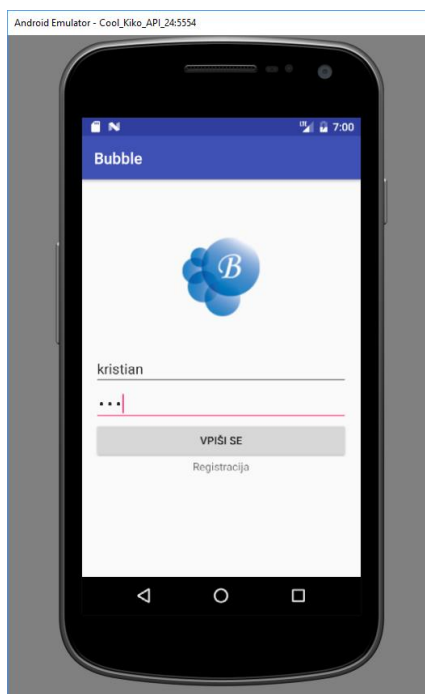 Android Emulator - Cool_Kiko_API_24:5554
7:00
Bubble
B
kristian
VPIŠI SE
Registracija